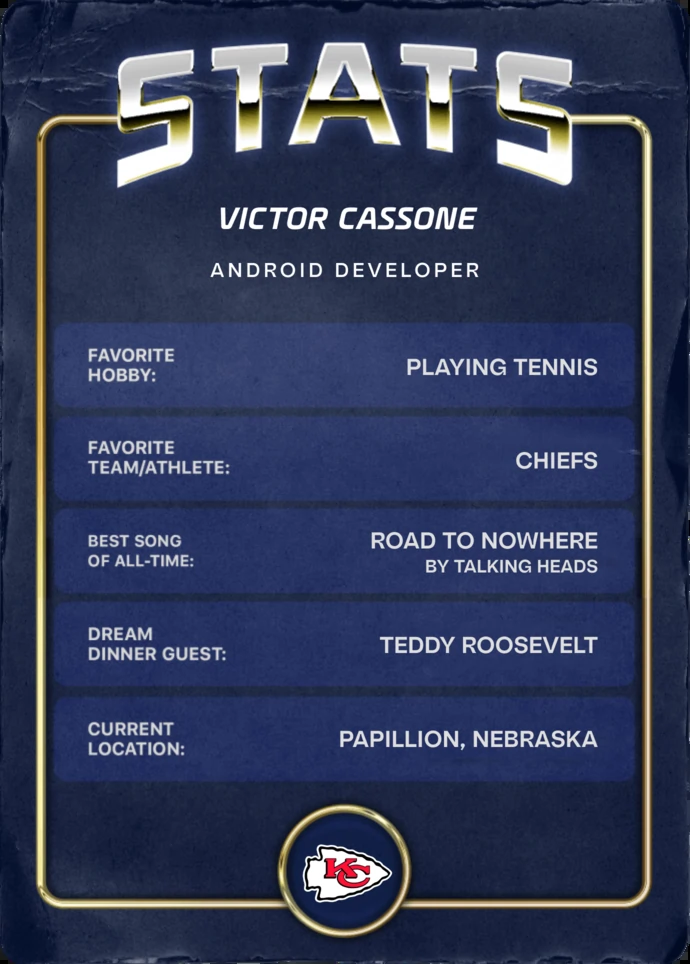 STATS
VICTOR CASSONE
ANDROID DEVELOPER
FAVORITE
HOBBY:
PLAYING TENNIS
FAVORITE
TEAM/ATHLETE:
CHIEFS
BEST SONG
OF ALL-TIME:
ROAD TO NOWHERE
BY TALKING HEADS
DREAM
DINNER GUEST:
TEDDY ROOSEVELT
CURRENT
LOCATION:
PAPILLION, NEBRASKA
KC